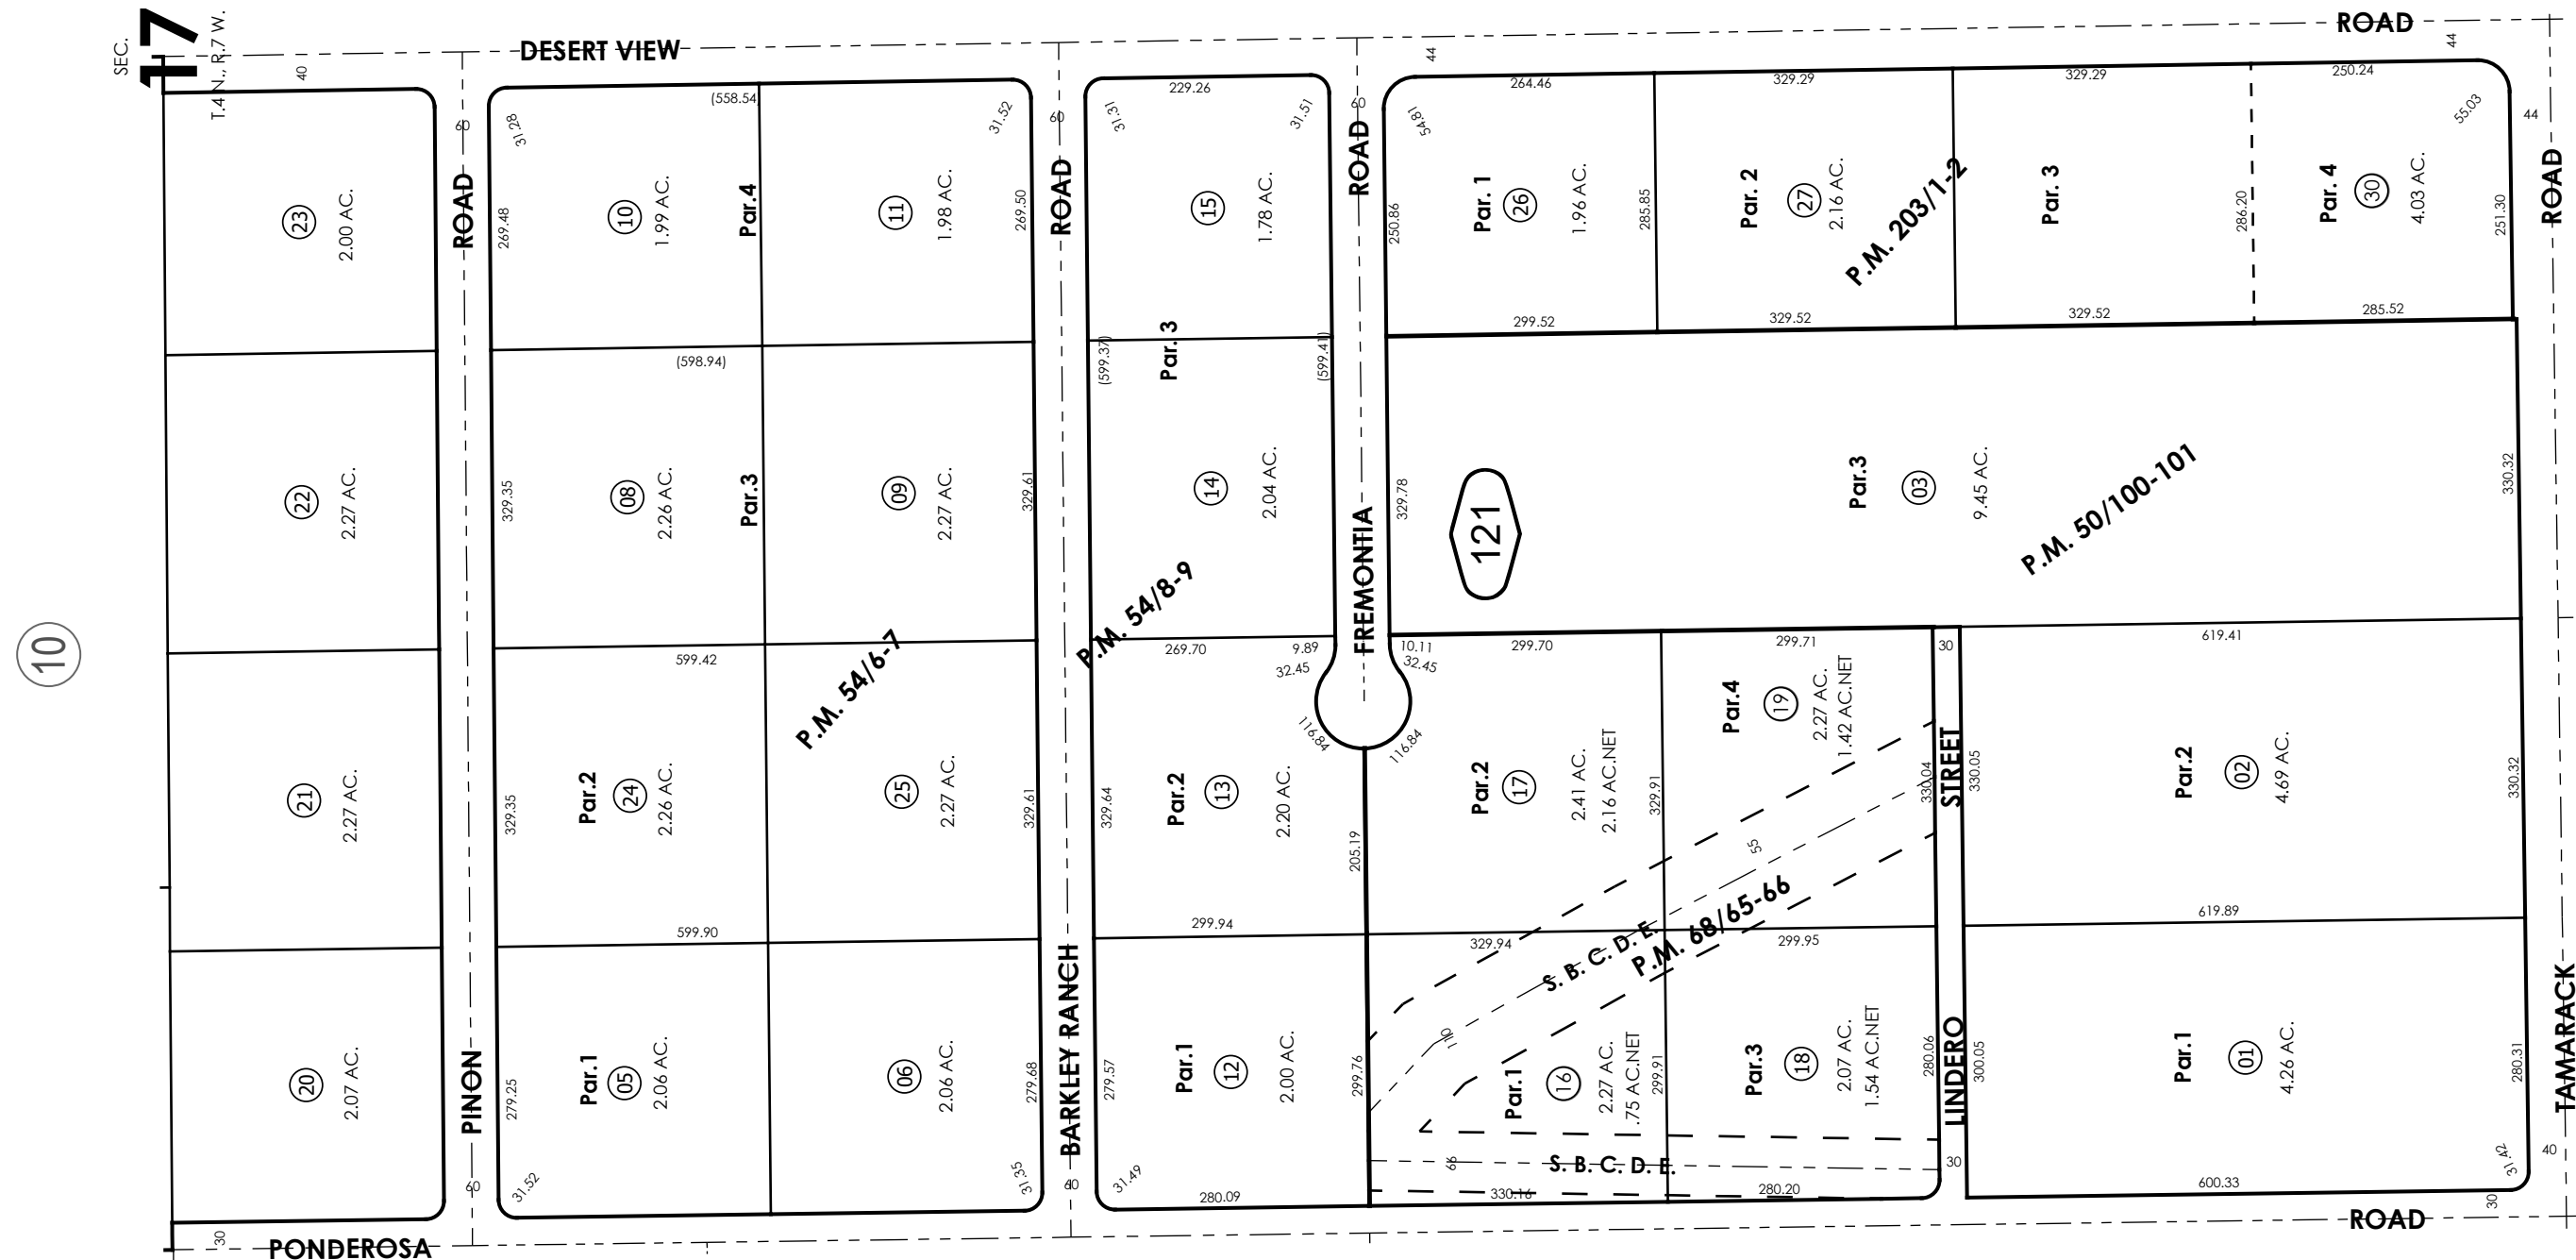 SEC.
17
T.4 N., R.7 W.
DESERT VIEW
ROAD
40
44
44
44
60
60
60
31.28
(558.54)
31.52
31.31
229.26
31.51
54.81
264.46
329.29
329.29
250.24
55.03
ROAD
ROAD
ROAD
ROAD
23
2.00 AC.
269.48
10
1.99 AC.
Par.4
11
1.98 AC.
269.50
15
1.78 AC.
250.86
Par. 1
26
1.96 AC.
285.85
Par. 2
27
2.16 AC.
P.M. 203/1-2
Par. 3
286.20
Par. 4
30
4.03 AC.
251.30
(598.94)
(599.37)
Par.3
(599.41)
299.52
329.52
329.52
285.52
22
2.27 AC.
329.35
08
2.26 AC.
Par.3
09
2.27 AC.
329.61
14
2.04 AC.
329.78
121
Par.3
03
9.45 AC.
P.M. 50/100-101
330.32
FREMONTIA
P.M. 54/8-9
P.M. 54/6-7
10
599.42
269.70
9.89
32.45
10.11
32.45
299.70
299.71
30
619.41
116.84
116.84
21
2.27 AC.
329.35
Par.2
24
2.26 AC.
25
2.27 AC.
329.61
329.64
Par.2
13
2.20 AC.
205.19
Par.2
17
2.41 AC.
2.16 AC.NET
329.91
Par.4
19
2.27 AC.
1.42 AC.NET
330.04
STREET
330.05
Par.2
02
4.69 AC.
330.32
55
P.M. 68/65-66
S. B. C. D. E.
599.90
299.94
329.94
299.95
619.89
20
2.07 AC.
PINON
279.25
Par.1
05
2.06 AC.
06
2.06 AC.
279.68
BARKLEY RANCH
279.57
Par.1
12
2.00 AC.
299.76
110
Par.1
16
2.27 AC.
.75 AC.NET
299.91
Par.3
18
2.07 AC.
1.54 AC.NET
280.06
LINDERO
300.05
Par.1
01
4.26 AC.
280.31
TAMARACK
66
S. B. C. D. E.
30
40
60
31.52
31.35
60
31.49
280.09
330.16
280.20
600.33
31.42
30
30
PONDEROSA
ROAD